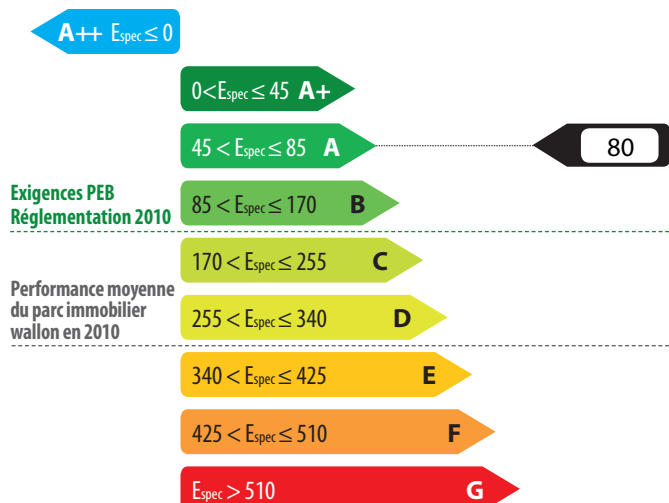 A++ Espec ≤ 0
0<Espec ≤ 45 A+
45 < Espec ≤ 85 A
80
Exigences PEB
Réglementation 2010
85 < Espec ≤ 170 B
170 < Espec ≤ 255 C
Performance moyenne
du parc immobilier
wallon en 2010
255 < Espec ≤ 340 D
340 < Espec ≤ 425 E
425 < Espec ≤ 510 F
Espec > 510 G